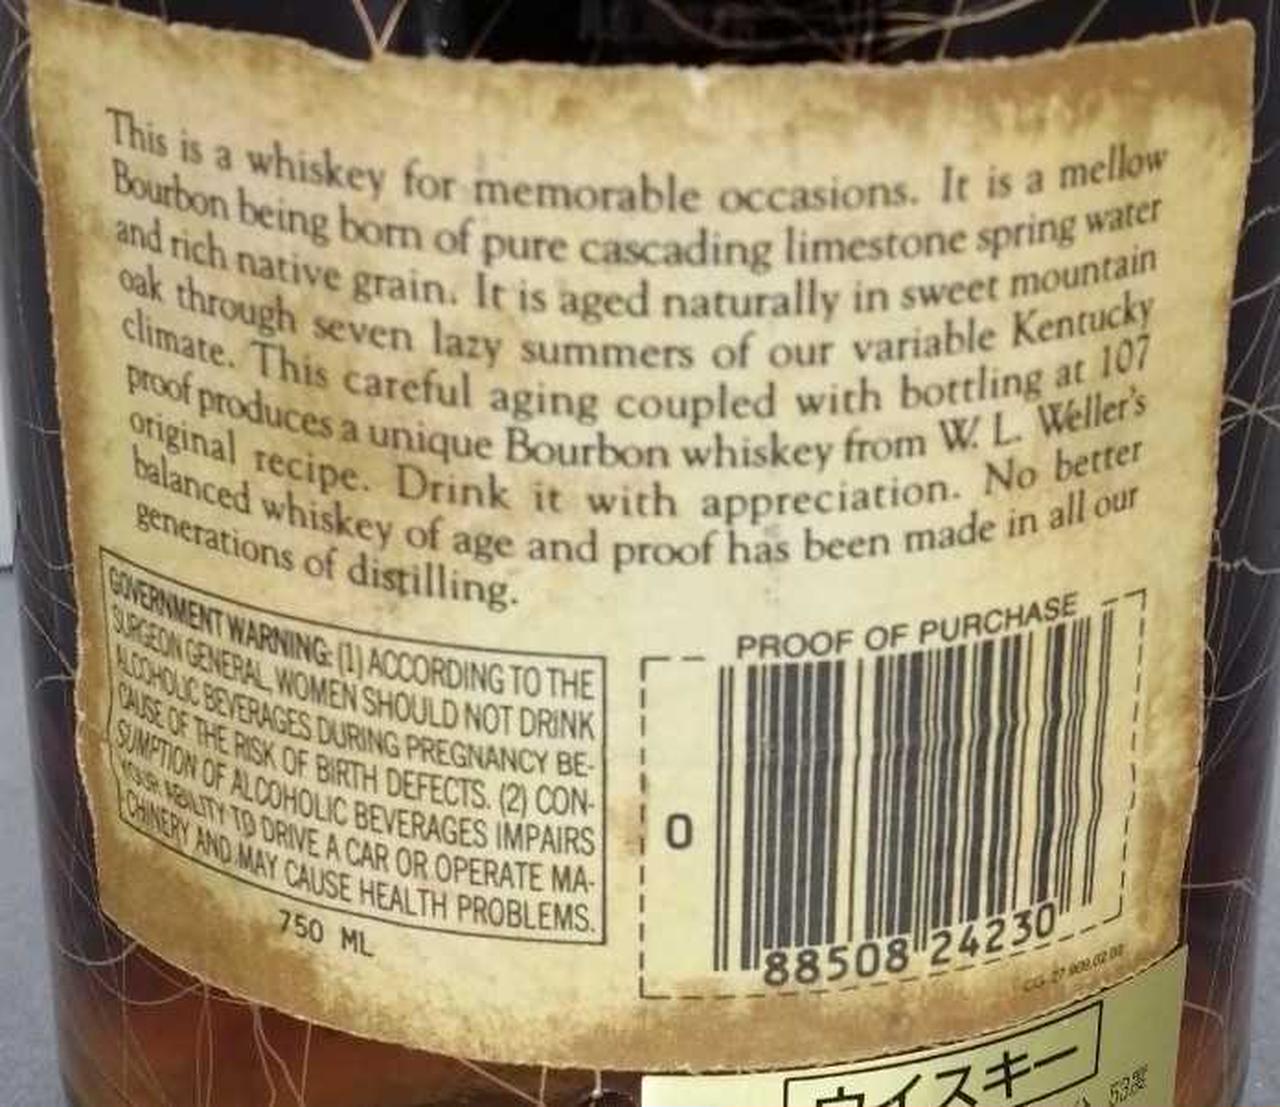 This is a whiskey for memorable occasions. It is a mellow
Bourbon being born of pure cascading limestone spring water
and rich native grain. It is aged naturally in sweet mountain
oak through seven lazy summers of our variable Kentucky
climate. This careful aging coupled with bottling at 107
proof produces a unique Bourbon whiskey from W. L. Weller's
original recipe. Drink it with appreciation. No better
balanced whiskey of age and proof has been made in all our
generations of distilling.
GOVERNMENT WARNING: (1) ACCORDING TO THE
SURGEON GENERAL, WOMEN SHOULD NOT DRINK
ALCOHOLIC BEVERAGES DURING PREGNANCY BE-
CAUSE OF THE RISK OF BIRTH DEFECTS. (2) CON-
SUMPTION OF ALCOHOLIC BEVERAGES IMPAIRS
YOUR ABILITY TO DRIVE A CAR OR OPERATE MA-
CHINERY AND MAY CAUSE HEALTH PROBLEMS.
750 ML
PROOF OF PURCHASE
0 88508 24230
ウイスキー
53度